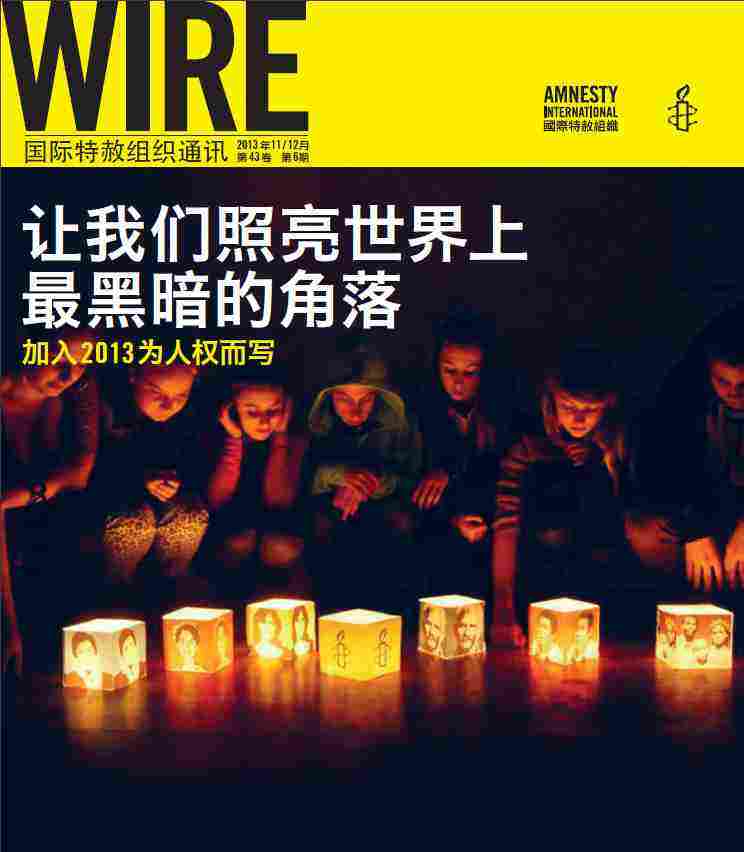 WIRE
国际特赦组织通讯
2013年11/12月
第43卷 第6期
AMNESTY
INTERNATIONAL
國際特赦組織
让我们照亮世界上
最黑暗的角落
加入2013为人权而写